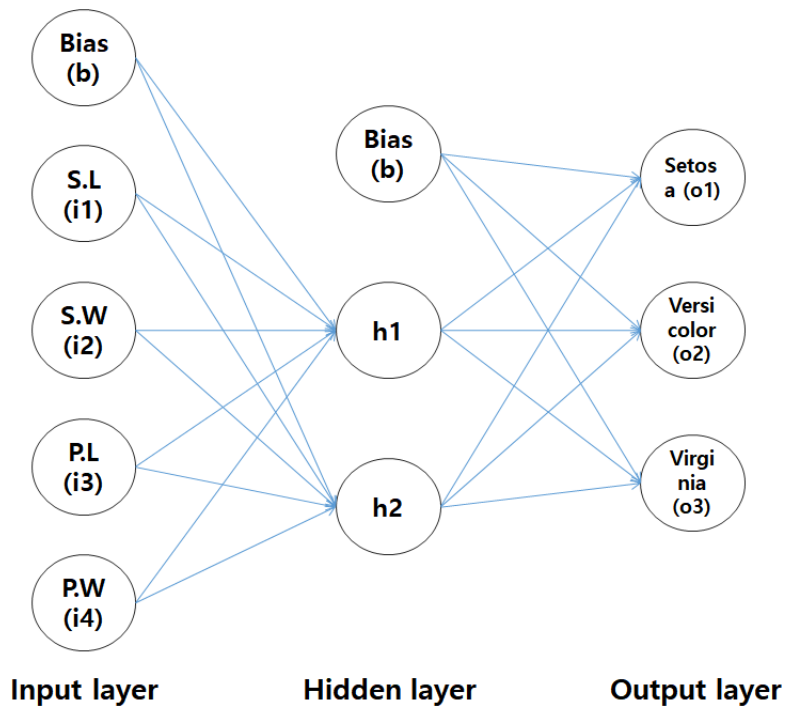 Bias
(b)
S.L
(i1)
S.W
(i2)
P.L
(i3)
P.W
(i4)
Input layer
Bias
(b)
h1
h2
Hidden layer
Setos
a (o1)
Versi
color
(o2)
Virgi
nia
(o3)
Output layer